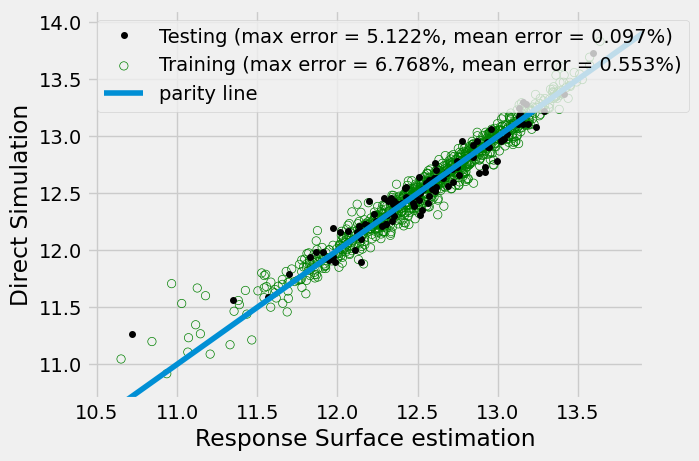 14.0
13.5
13.0
12.5
12.0
11.5
11.0
Direct Simulation
Testing (max error = 5.122%, mean error = 0.097%)
Training (max error = 6.768%, mean error = 0.553%)
parity line
10.5 11.0 11.5 12.0 12.5 13.0 13.5
Response Surface estimation